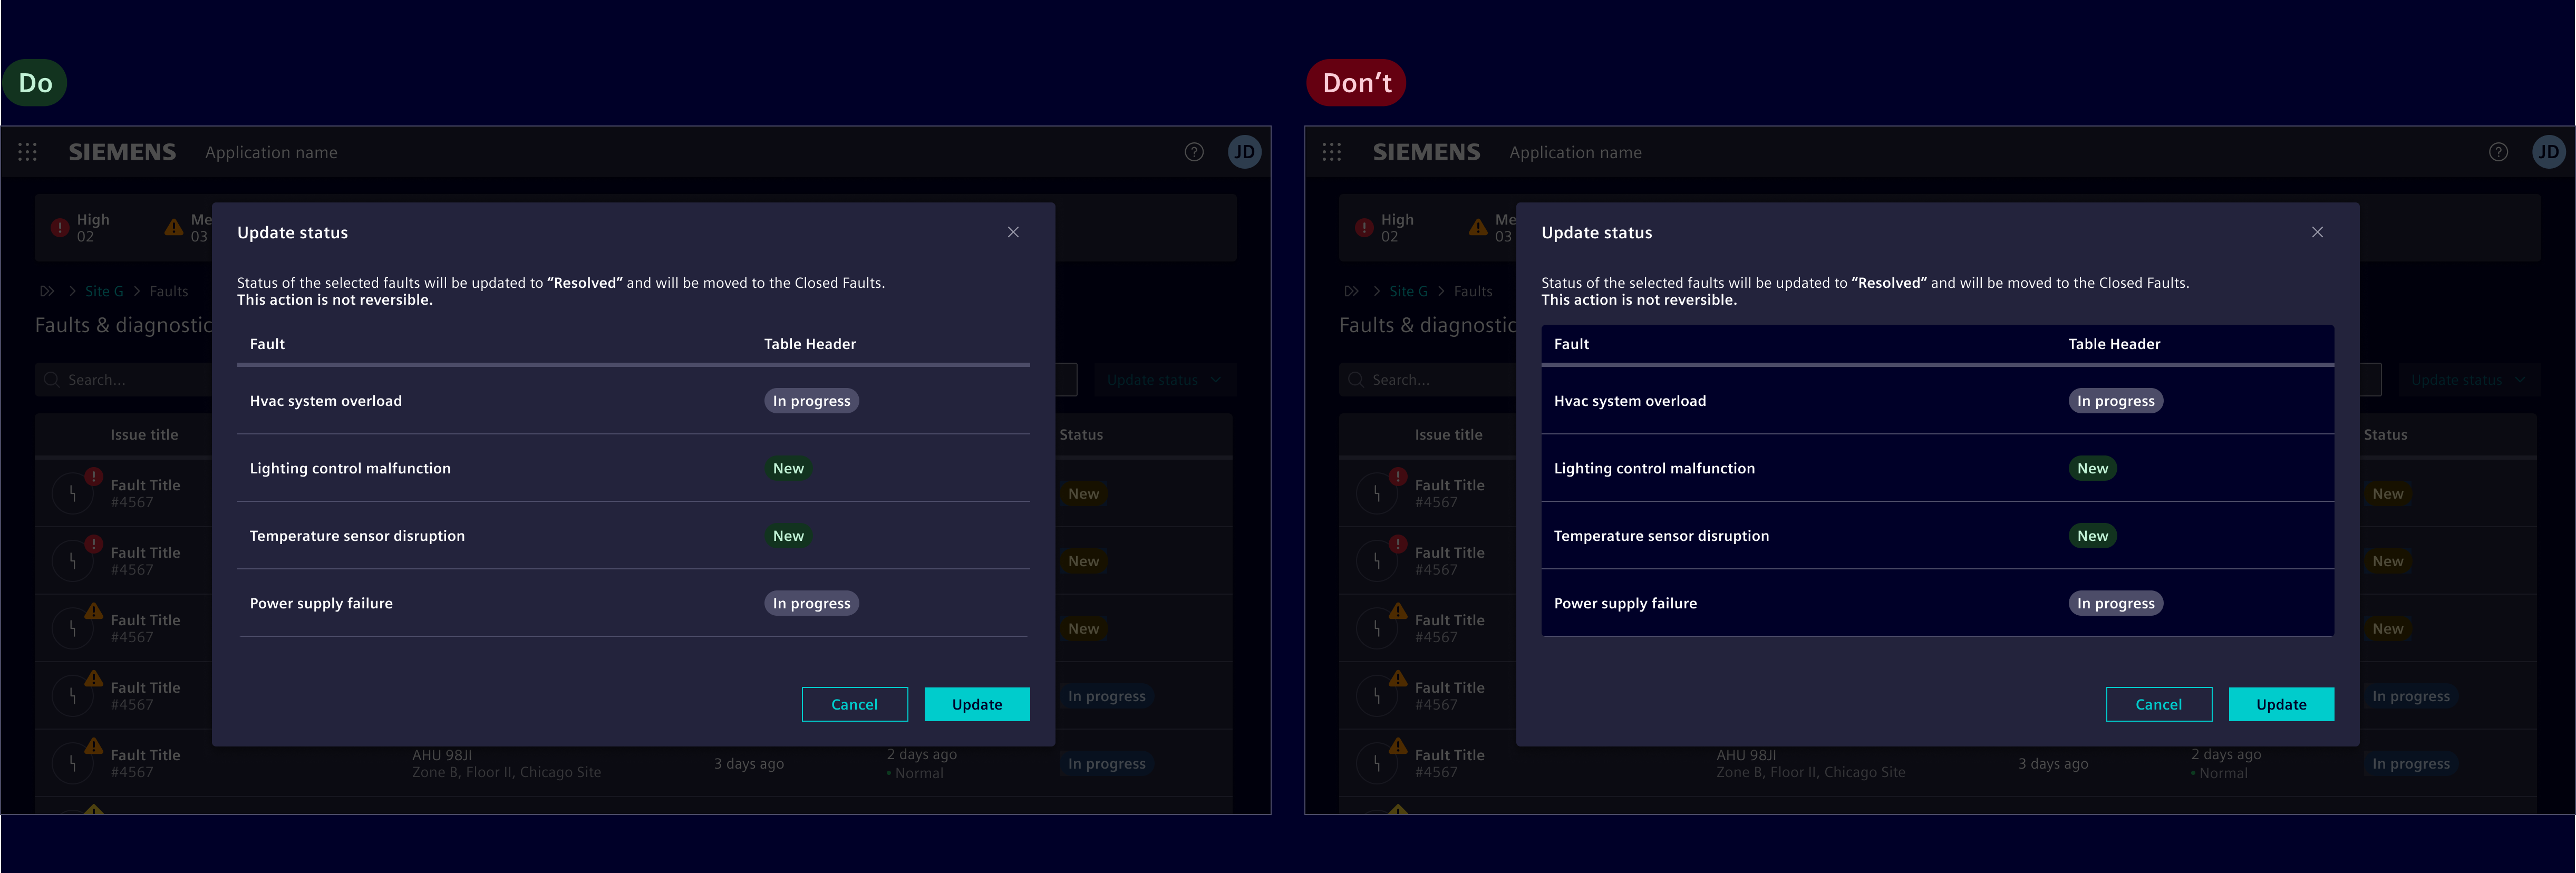 Do
SIEMENS Application name
JD
High
02
Me
03
Update status
Site G Faults
Status of the selected faults will be updated to “Resolved” and will be moved to the Closed Faults.
This action is not reversible.
Faults & diagnostic
Fault Table Header
Search...
Update status
Hvac system overload In progress
Issue title Status
Lighting control malfunction New
Fault Title
#4567
New
Temperature sensor disruption New
Fault Title
#4567
New
Power supply failure In progress
Fault Title
#4567
New
Fault Title
#4567
In progress
Cancel Update
Fault Title
#4567
AHU 98JI
Zone B, Floor II, Chicago Site
3 days ago
2 days ago
Normal
In progress
Don’t
SIEMENS Application name
JD
High
02
Me
03
Update status
Site G Faults
Status of the selected faults will be updated to “Resolved” and will be moved to the Closed Faults.
This action is not reversible.
Faults & diagnostic
Fault Table Header
Search...
Update status
Hvac system overload In progress
Issue title Status
Lighting control malfunction New
Fault Title
#4567
New
Temperature sensor disruption New
Fault Title
#4567
New
Power supply failure In progress
Fault Title
#4567
New
Fault Title
#4567
In progress
Cancel Update
Fault Title
#4567
AHU 98JI
Zone B, Floor II, Chicago Site
3 days ago
2 days ago
Normal
In progress